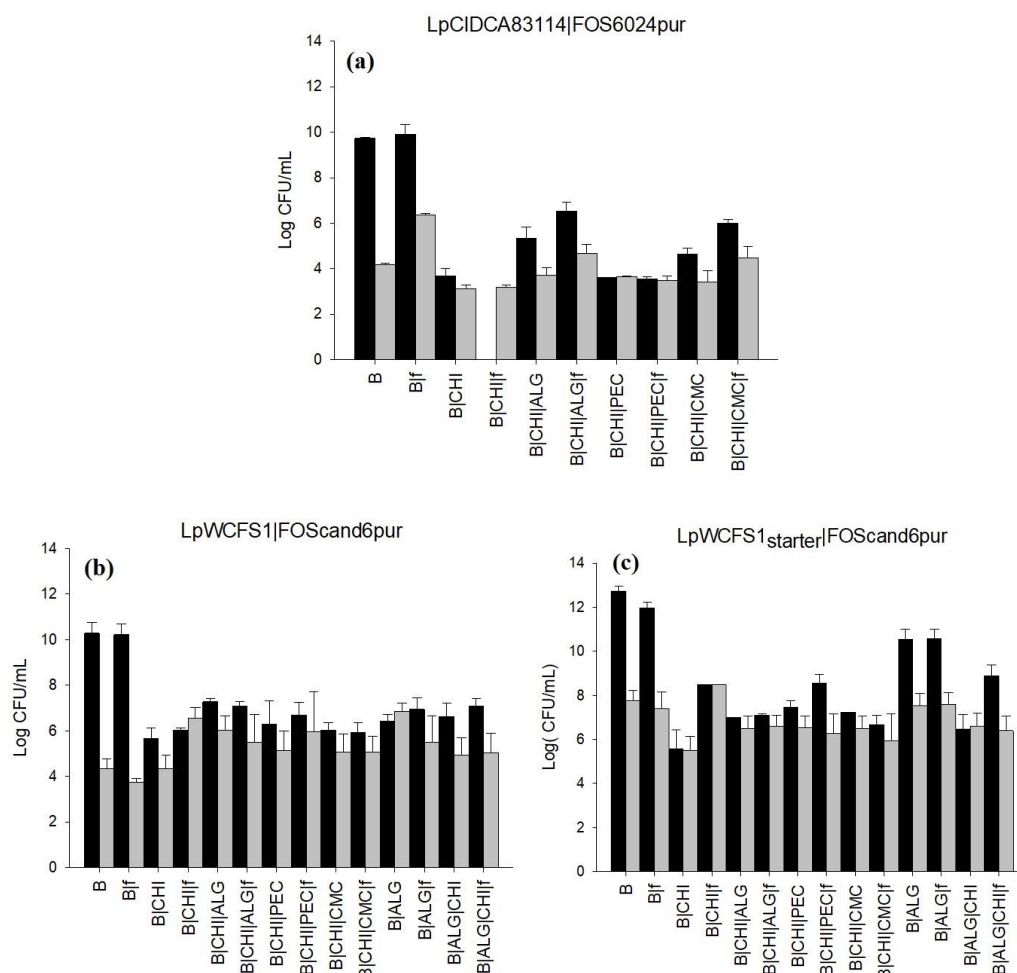 LpCIDCA83114|FOS6024pur
(a)
14
12
10
8
6
4
2
0
Log CFU/mL
B
B|f
B|CHI
B|CHI|f
B|CHI|ALG
B|CHI|ALG|f
B|CHI|PEC
B|CHI|PEC|f
B|CHI|CMC
B|CHI|CMC|f
LpWCFS1|FOScand6pur
(b)
14
12
10
8
6
4
2
0
Log CFU/mL
B
B|f
B|CHI
B|CHI|f
B|CHI|ALG
B|CHI|ALG|f
B|CHI|PEC
B|CHI|PEC|f
B|CHI|CMC
B|CHI|CMC|f
B|ALG
B|ALG|f
B|ALG|CHI
B|ALG|CHI|f
LpWCFS1starter|FOScand6pur
(c)
14
12
10
8
6
4
2
0
Log( CFU/mL)
B
B|f
B|CHI
B|CHI|f
B|CHI|ALG
B|CHI|ALG|f
B|CHI|PEC
B|CHI|PEC|f
B|CHI|CMC
B|CHI|CMC|f
B|ALG
B|ALG|f
B|ALG|CHI
B|ALG|CHI|f